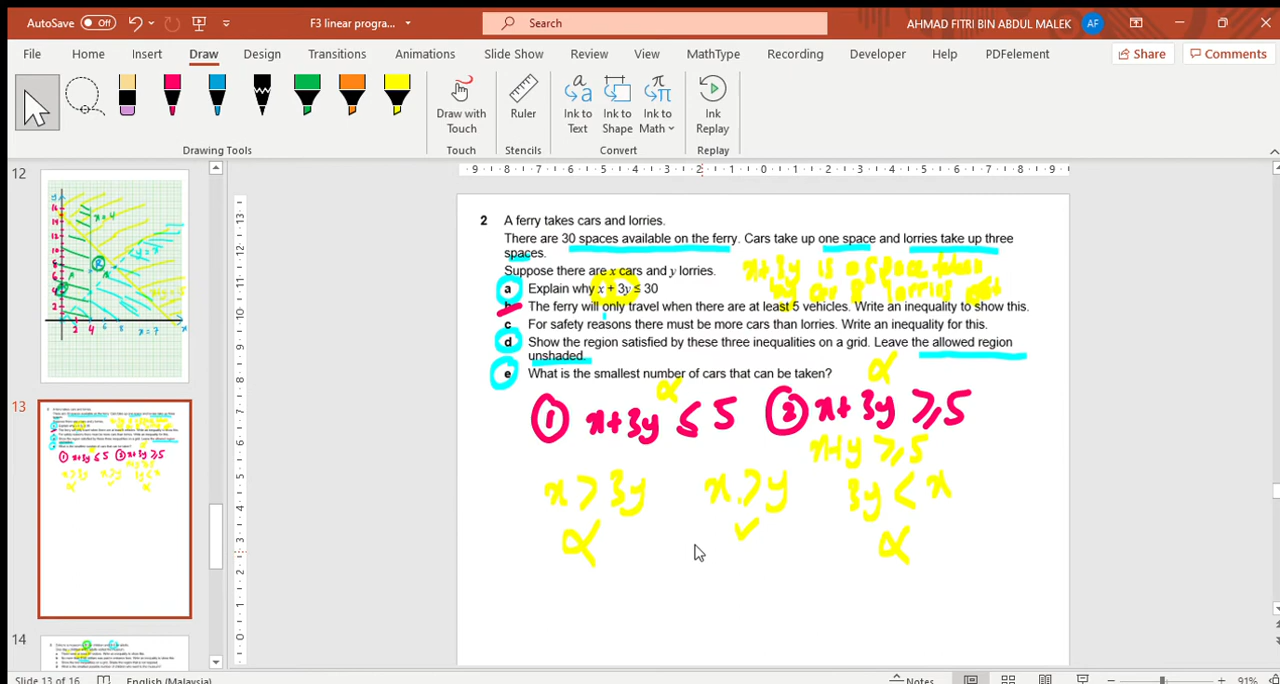 AutoSave Off F3 linear progra... Search AHMAD FITRI BIN ABDUL MALEK AF
File Home Insert Draw Design Transitions Animations Slide Show Review View MathType Recording Developer Help PDFelement Share Comments
Draw with Touch Ruler Ink to Text Ink to Shape Ink to Math Ink Replay
Drawing Tools Touch Stencils Convert Replay
12
13
14
2 A ferry takes cars and lorries.
There are 30 spaces available on the ferry. Cars take up one space and lorries take up three
spaces.
Suppose there are x cars and y lorries.
x+3y is a space taken
by car & lorries
a Explain why x + 3y ≤ 30
b The ferry will only travel when there are at least 5 vehicles. Write an inequality to show this.
c For safety reasons there must be more cars than lorries. Write an inequality for this.
d Show the region satisfied by these three inequalities on a grid. Leave the allowed region
unshaded.
e What is the smallest number of cars that can be taken?
① x+3y ≤ 5 ② x+3y ≥ 5
x+y ≥ 5
x > 3y x > y 3y < x
Slide 13 of 16 English (Malaysia) Notes 91%